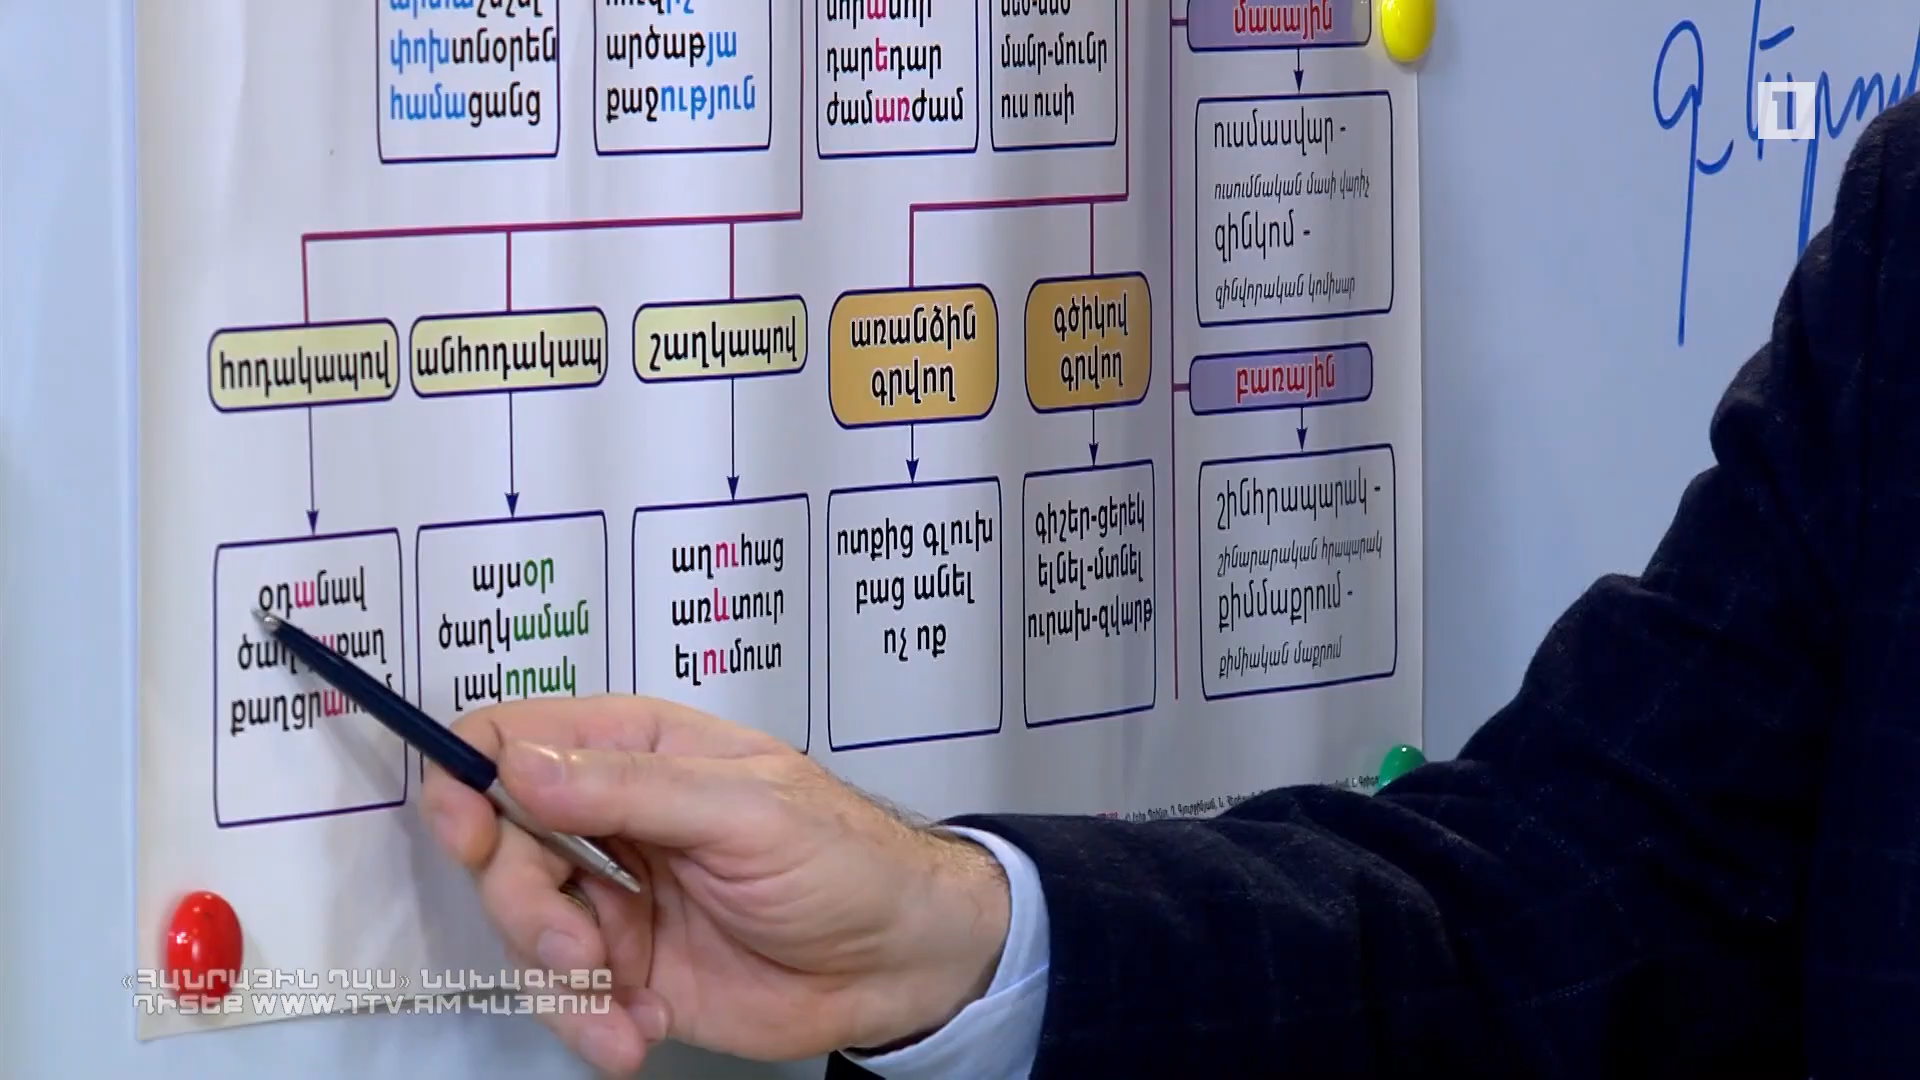 փոխտնօրեն
համացանց
արծաթյա
քաջություն
դարեդար
ժամառժամ
մանր-մունր
ուս ուսի
մասային
ուսմասվար -
ուսումնական մասի վարիչ
զինկոմ -
զինվորական կոմիսար
հոդակապով
անհոդակապ
շաղկապով
առանձին
գրվող
գծիկով
գրվող
բառային
օդանավ
այսօր
ծաղկաման
լավորակ
աղուհաց
առևտուր
ելումուտ
ոտքից գլուխ
բաց անել
ոչ ոք
գիշեր-ցերեկ
ելնել-մտնել
ուրախ-զվարթ
շինհրապարակ -
շինարարական հրապարակ
քիմմաքրում -
քիմիական մաքրում
1
«ՀԱՆՐԱՅԻՆ ԴԱՍ» ՆԱԽԱԳԻԾԸ
ԴԻՏԵՔ WWW.1TV.AM ԿԱՅՔՈՒՄ